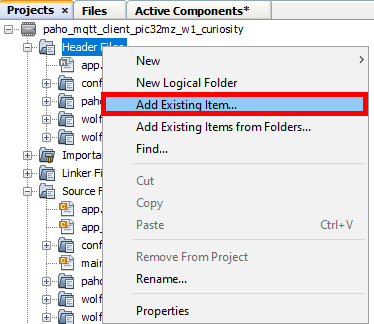 Projects × Files Active Components*
paho_mqtt_client_pic32mz_w1_curiosity
Header Files
app.
conf
paho
wolf
wolf
Importa
Linker Fi
Source F
app.
app_
conf
main
paho
wolf
wolf
New
New Logical Folder
Add Existing Item...
Add Existing Items from Folders...
Find...
Cut
Copy
Paste Ctrl+V
Remove From Project
Rename...
Properties